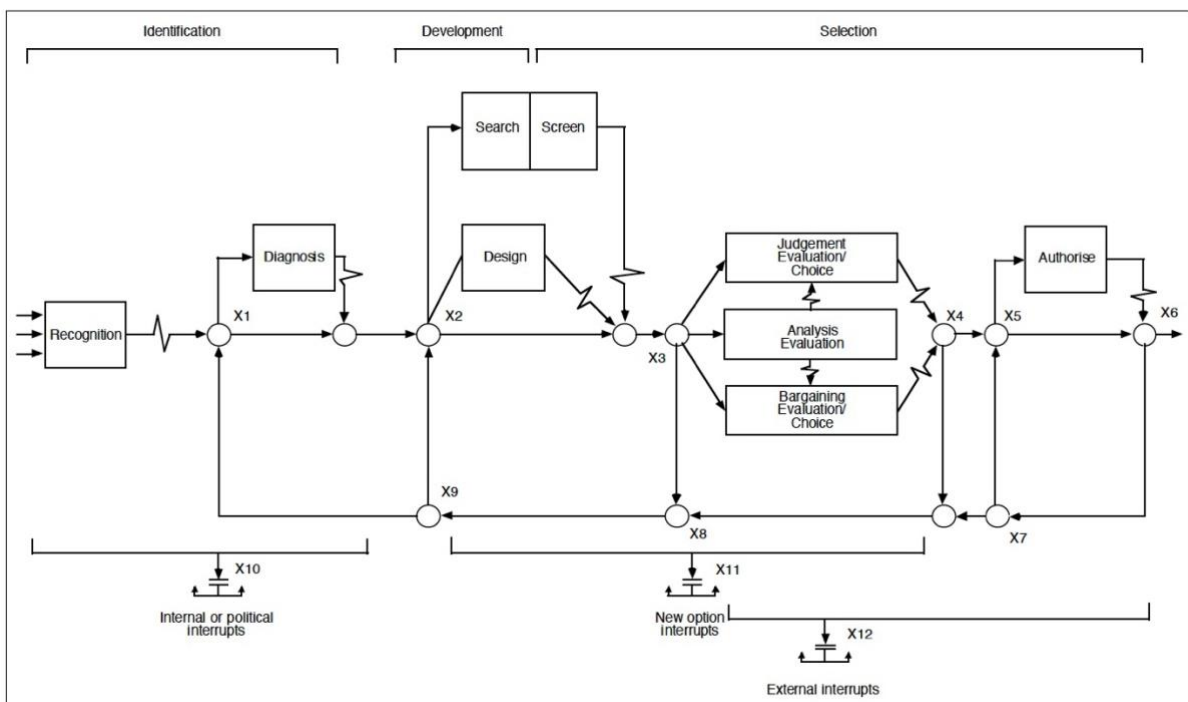 Identification
Development
Selection
Search
Screen
Diagnosis
Design
Judgement
Evaluation/
Choice
Authorise
Recognition
X1
X2
X3
Analysis
Evaluation
X4
X5
X6
Bargaining
Evaluation/
Choice
X9
X8
X7
X10
X11
Internal or political
interrupts
New option
interrupts
X12
External interrupts